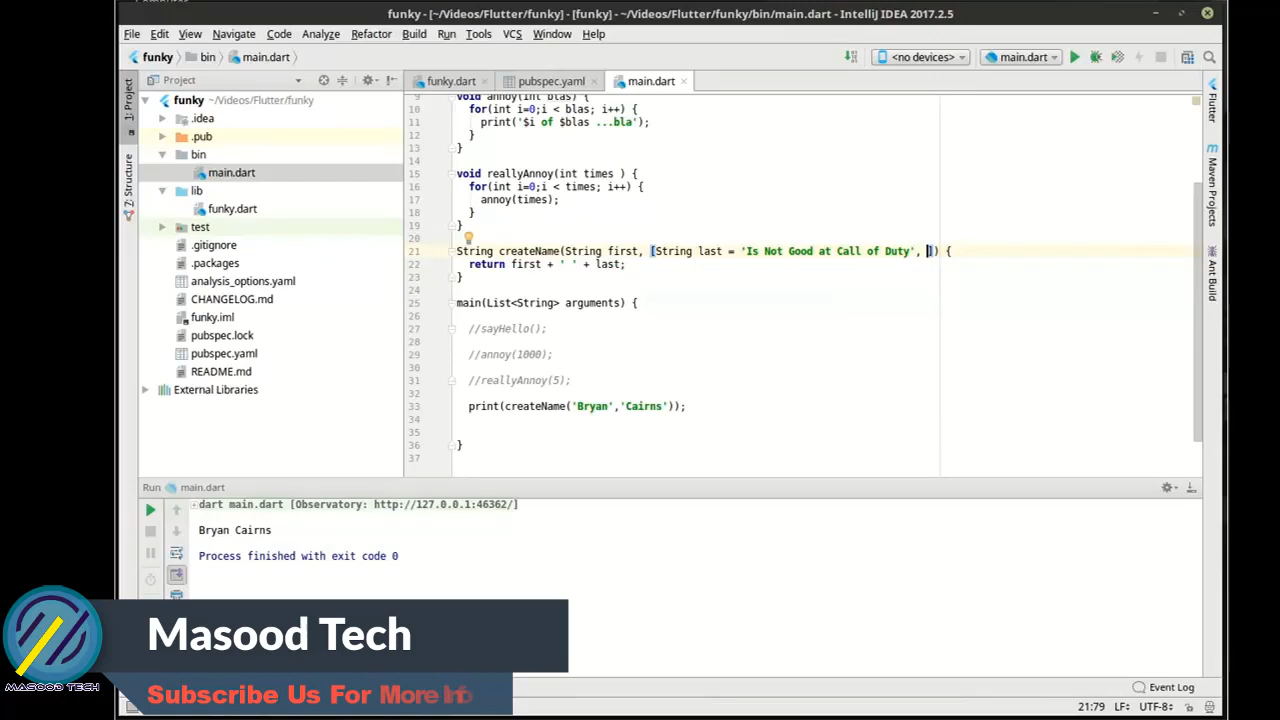 funky - [~/Videos/Flutter/funky] - [funky] - ~/Videos/Flutter/funky/bin/main.dart - IntelliJ IDEA 2017.2.5
File Edit View Navigate Code Analyze Refactor Build Run Tools VCS Window Help
funky bin main.dart <no devices> main.dart
Project
funky.dart pubspec.yaml main.dart
1: Project
Structure
funky ~/Videos/Flutter/funky
.idea
.pub
bin
main.dart
lib
funky.dart
test
.gitignore
.packages
analysis_options.yaml
CHANGELOG.md
funky.iml
pubspec.lock
pubspec.yaml
README.md
External Libraries
9 void annoy(int blas) {
10 for(int i=0;i < blas; i++) {
11 print('$i of $blas ...bla');
12 }
13 }
14
15 void reallyAnnoy(int times ) {
16 for(int i=0;i < times; i++) {
17 annoy(times);
18 }
19 }
20
21 String createName(String first, [String last = 'Is Not Good at Call of Duty', ]) {
22 return first + ' ' + last;
23 }
24
25 main(List<String> arguments) {
26
27 //sayHello();
28
29 //annoy(1000);
30
31 //reallyAnnoy(5);
32
33 print(createName('Bryan','Cairns'));
34
35
36 }
37
Flutter
Maven Projects
Ant Build
Run main.dart
dart main.dart [Observatory: http://127.0.0.1:46362/]
Bryan Cairns
Process finished with exit code 0
Masood Tech
MASOOD TECH
Subscribe Us For More Info
Event Log
21:79 LF÷ UTF-8÷